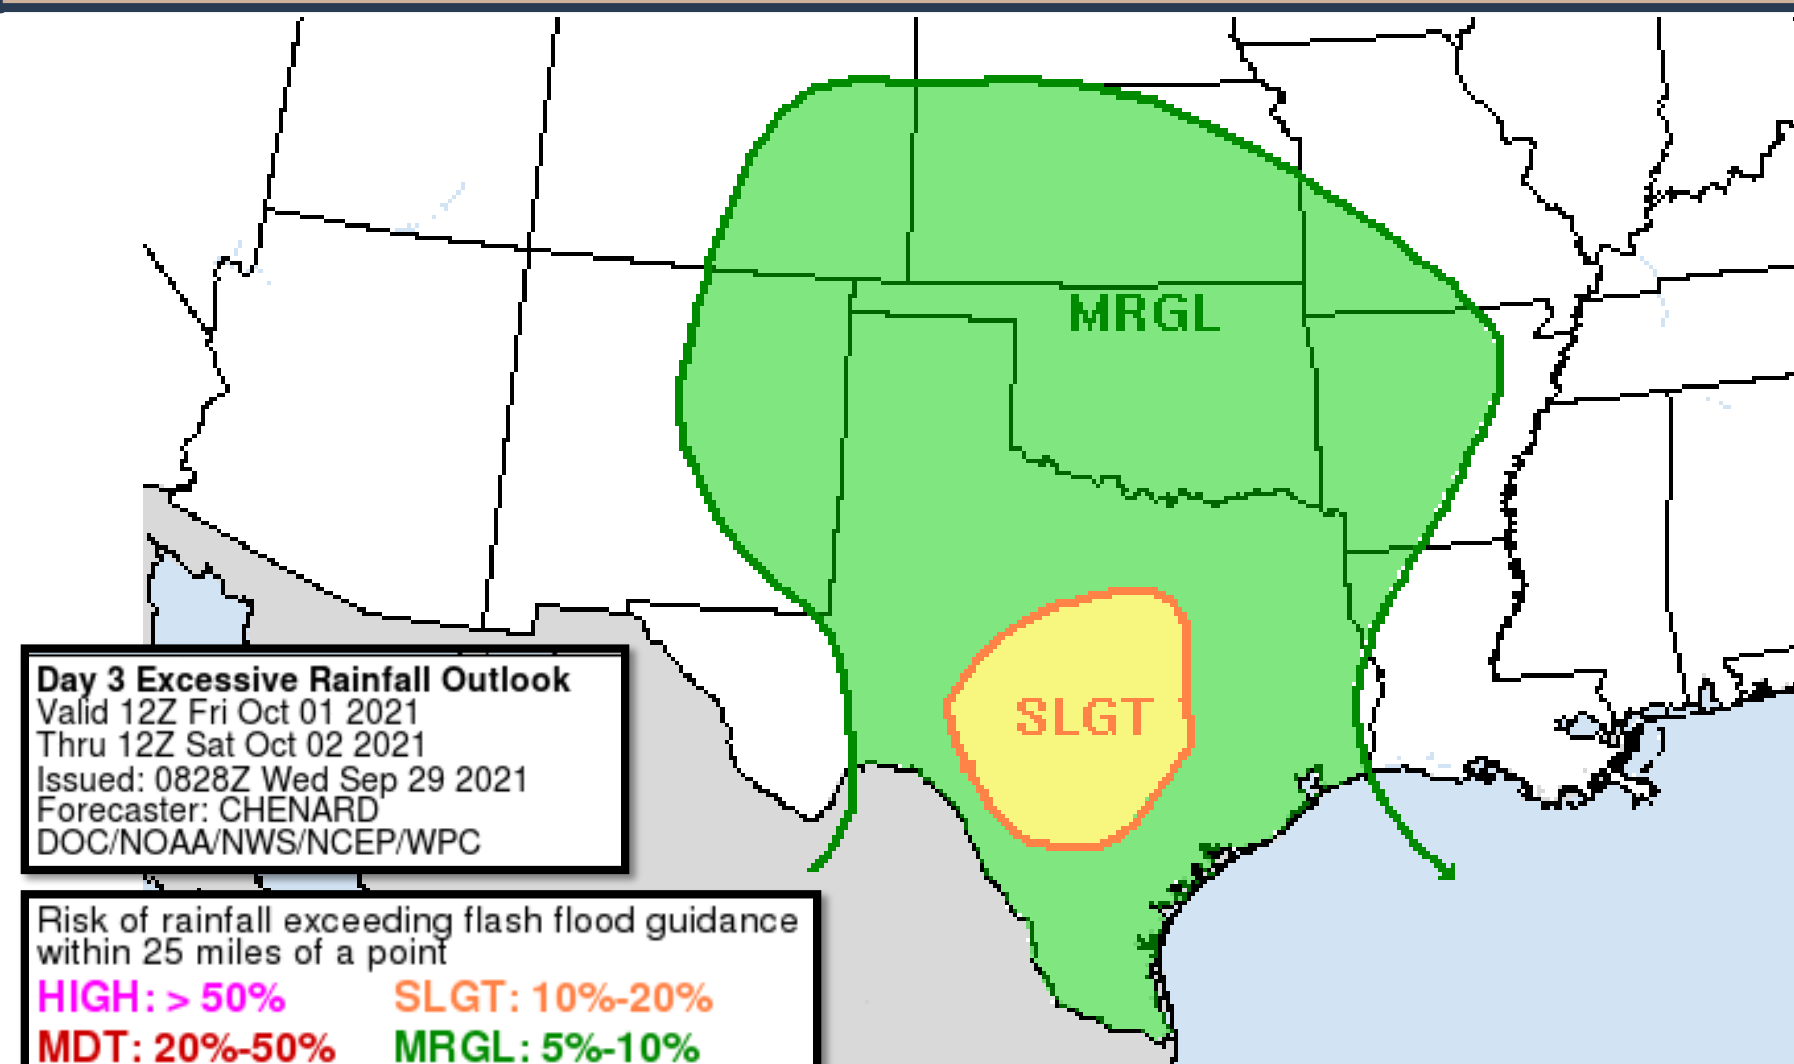 MRGL
SLGT
Day 3 Excessive Rainfall Outlook
Valid 12Z Fri Oct 01 2021
Thru 12Z Sat Oct 02 2021
Issued: 0828Z Wed Sep 29 2021
Forecaster: CHENARD
DOC/NOAA/NWS/NCEP/WPC
Risk of rainfall exceeding flash flood guidance
within 25 miles of a point
HIGH: > 50% SLGT: 10%-20%
MDT: 20%-50% MRGL: 5%-10%